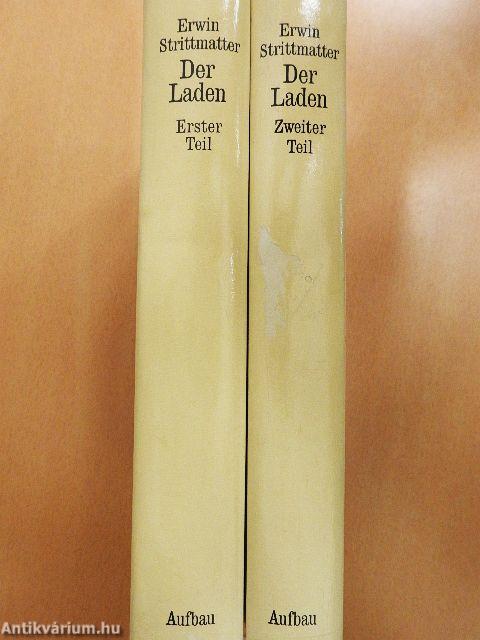 Erwin
Strittmatter
Der
Laden
Erster
Teil
Aufbau
Erwin
Strittmatter
Der
Laden
Zweiter
Teil
Aufbau
Antikvárium.hu